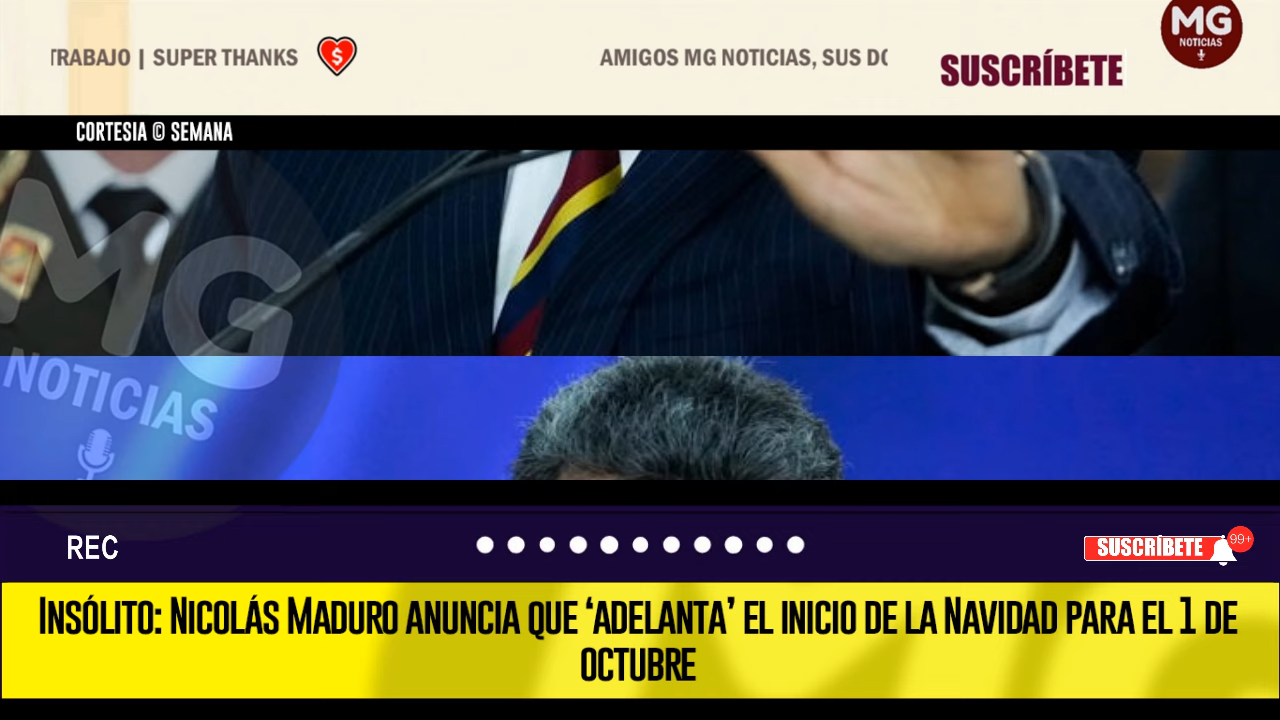 TRABAJO | SUPER THANKS
AMIGOS MG NOTICIAS, SUS
SUSCRÍBETE
MG
NOTICIAS
CORTESIA © SEMANA
MG
NOTICIAS
REC
SUSCRÍBETE
99+
INSÓLITO: NICOLÁS MADURO ANUNCIA QUE ‘ADELANTA’ EL INICIO DE LA NAVIDAD PARA EL 1 DE
OCTUBRE